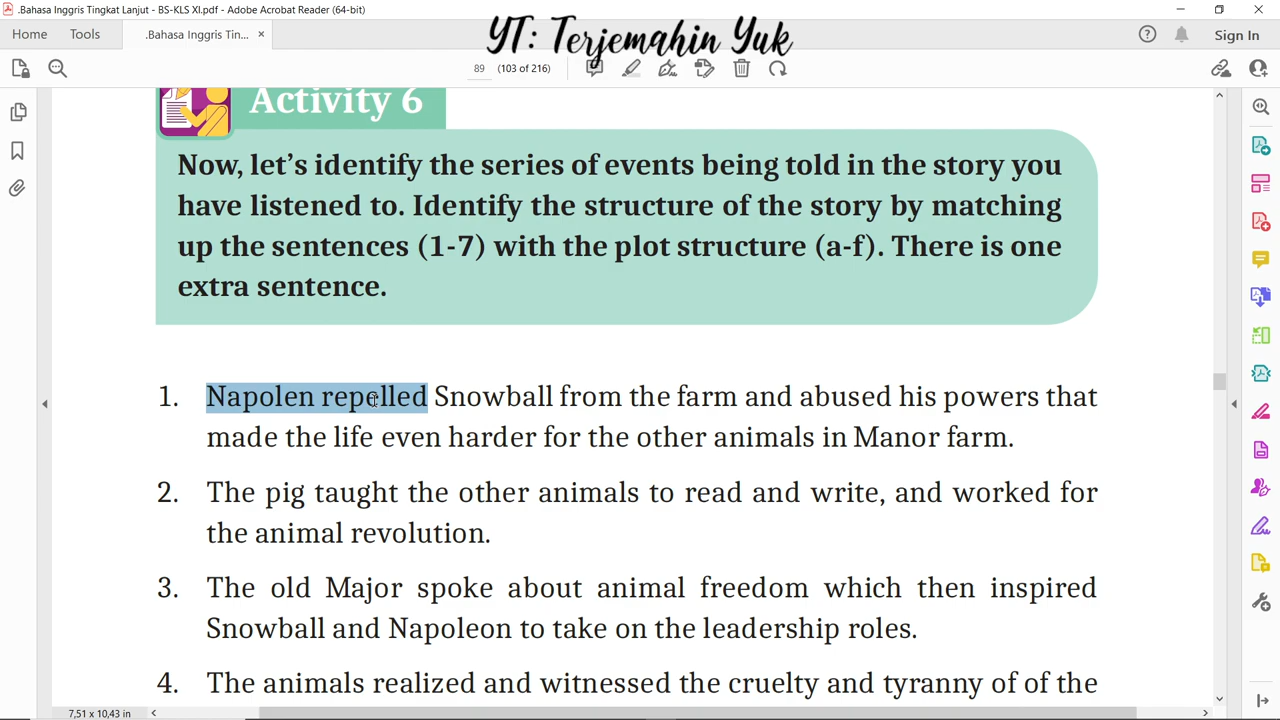 .Bahasa Inggris Tingkat Lanjut - BS-KLS XI.pdf - Adobe Acrobat Reader (64-bit)
YT: Terjemahin Yuk
Home Tools .Bahasa Inggris Tin... × Sign In
89 (103 of 216)
Activity 6
Now, let's identify the series of events being told in the story you
have listened to. Identify the structure of the story by matching
up the sentences (1-7) with the plot structure (a-f). There is one
extra sentence.
1. Napolen repelled Snowball from the farm and abused his powers that
made the life even harder for the other animals in Manor farm.
2. The pig taught the other animals to read and write, and worked for
the animal revolution.
3. The old Major spoke about animal freedom which then inspired
Snowball and Napoleon to take on the leadership roles.
4. The animals realized and witnessed the cruelty and tyranny of of the
7,51 x 10,43 in